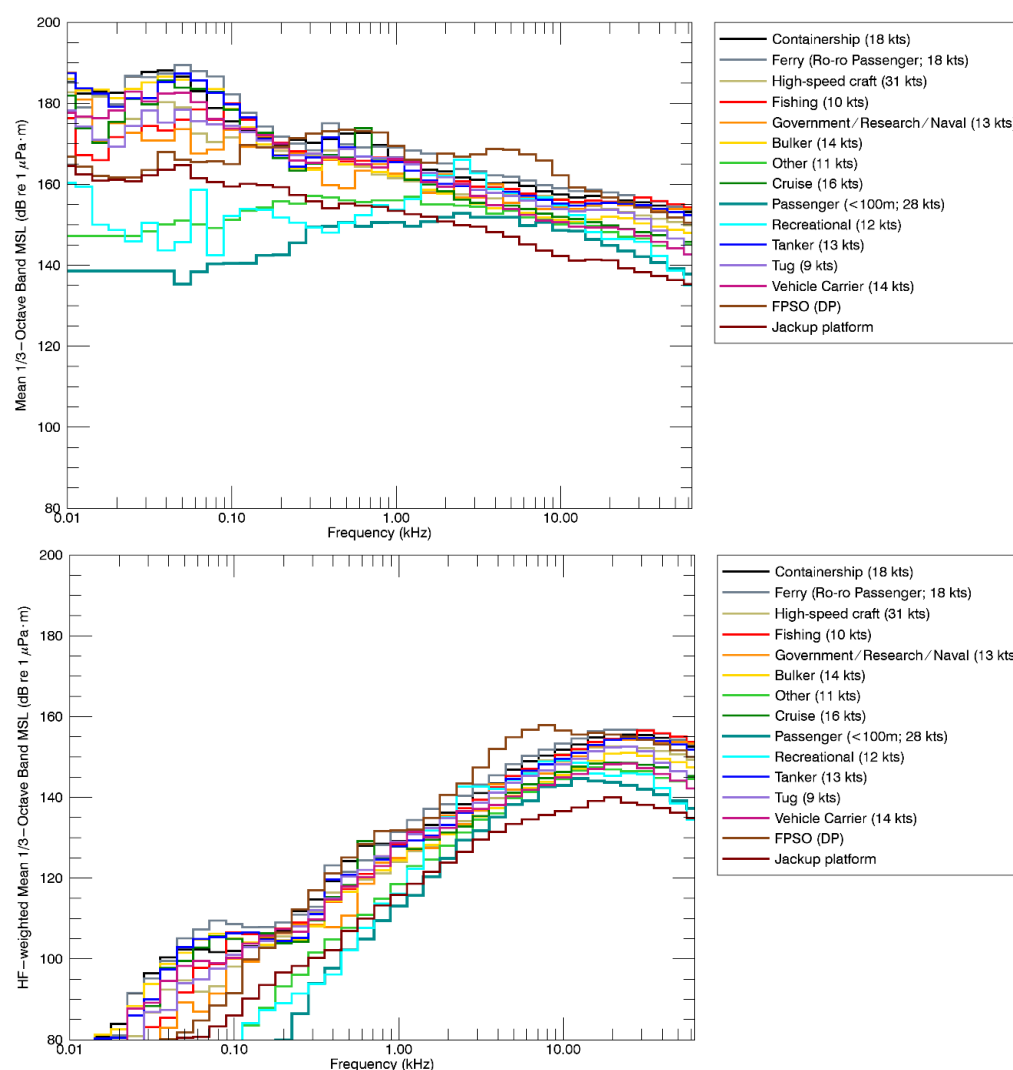 200
180
160
140
120
100
80
Mean 1/3−Octave Band MSL (dB re 1 μPa·m)
0.01
0.10
1.00
10.00
Frequency (kHz)
Containership (18 kts)
Ferry (Ro-ro Passenger; 18 kts)
High-speed craft (31 kts)
Fishing (10 kts)
Government/Research/Naval (13 kts)
Bulker (14 kts)
Other (11 kts)
Cruise (16 kts)
Passenger (<100m; 28 kts)
Recreational (12 kts)
Tanker (13 kts)
Tug (9 kts)
Vehicle Carrier (14 kts)
FPSO (DP)
Jackup platform
200
180
160
140
120
100
80
HF−weighted Mean 1/3−Octave Band MSL (dB re 1 μPa·m)
0.01
0.10
1.00
10.00
Frequency (kHz)
Containership (18 kts)
Ferry (Ro-ro Passenger; 18 kts)
High-speed craft (31 kts)
Fishing (10 kts)
Government/Research/Naval (13 kts
Bulker (14 kts)
Other (11 kts)
Cruise (16 kts)
Passenger (<100m; 28 kts)
Recreational (12 kts)
Tanker (13 kts)
Tug (9 kts)
Vehicle Carrier (14 kts)
FPSO (DP)
Jackup platform